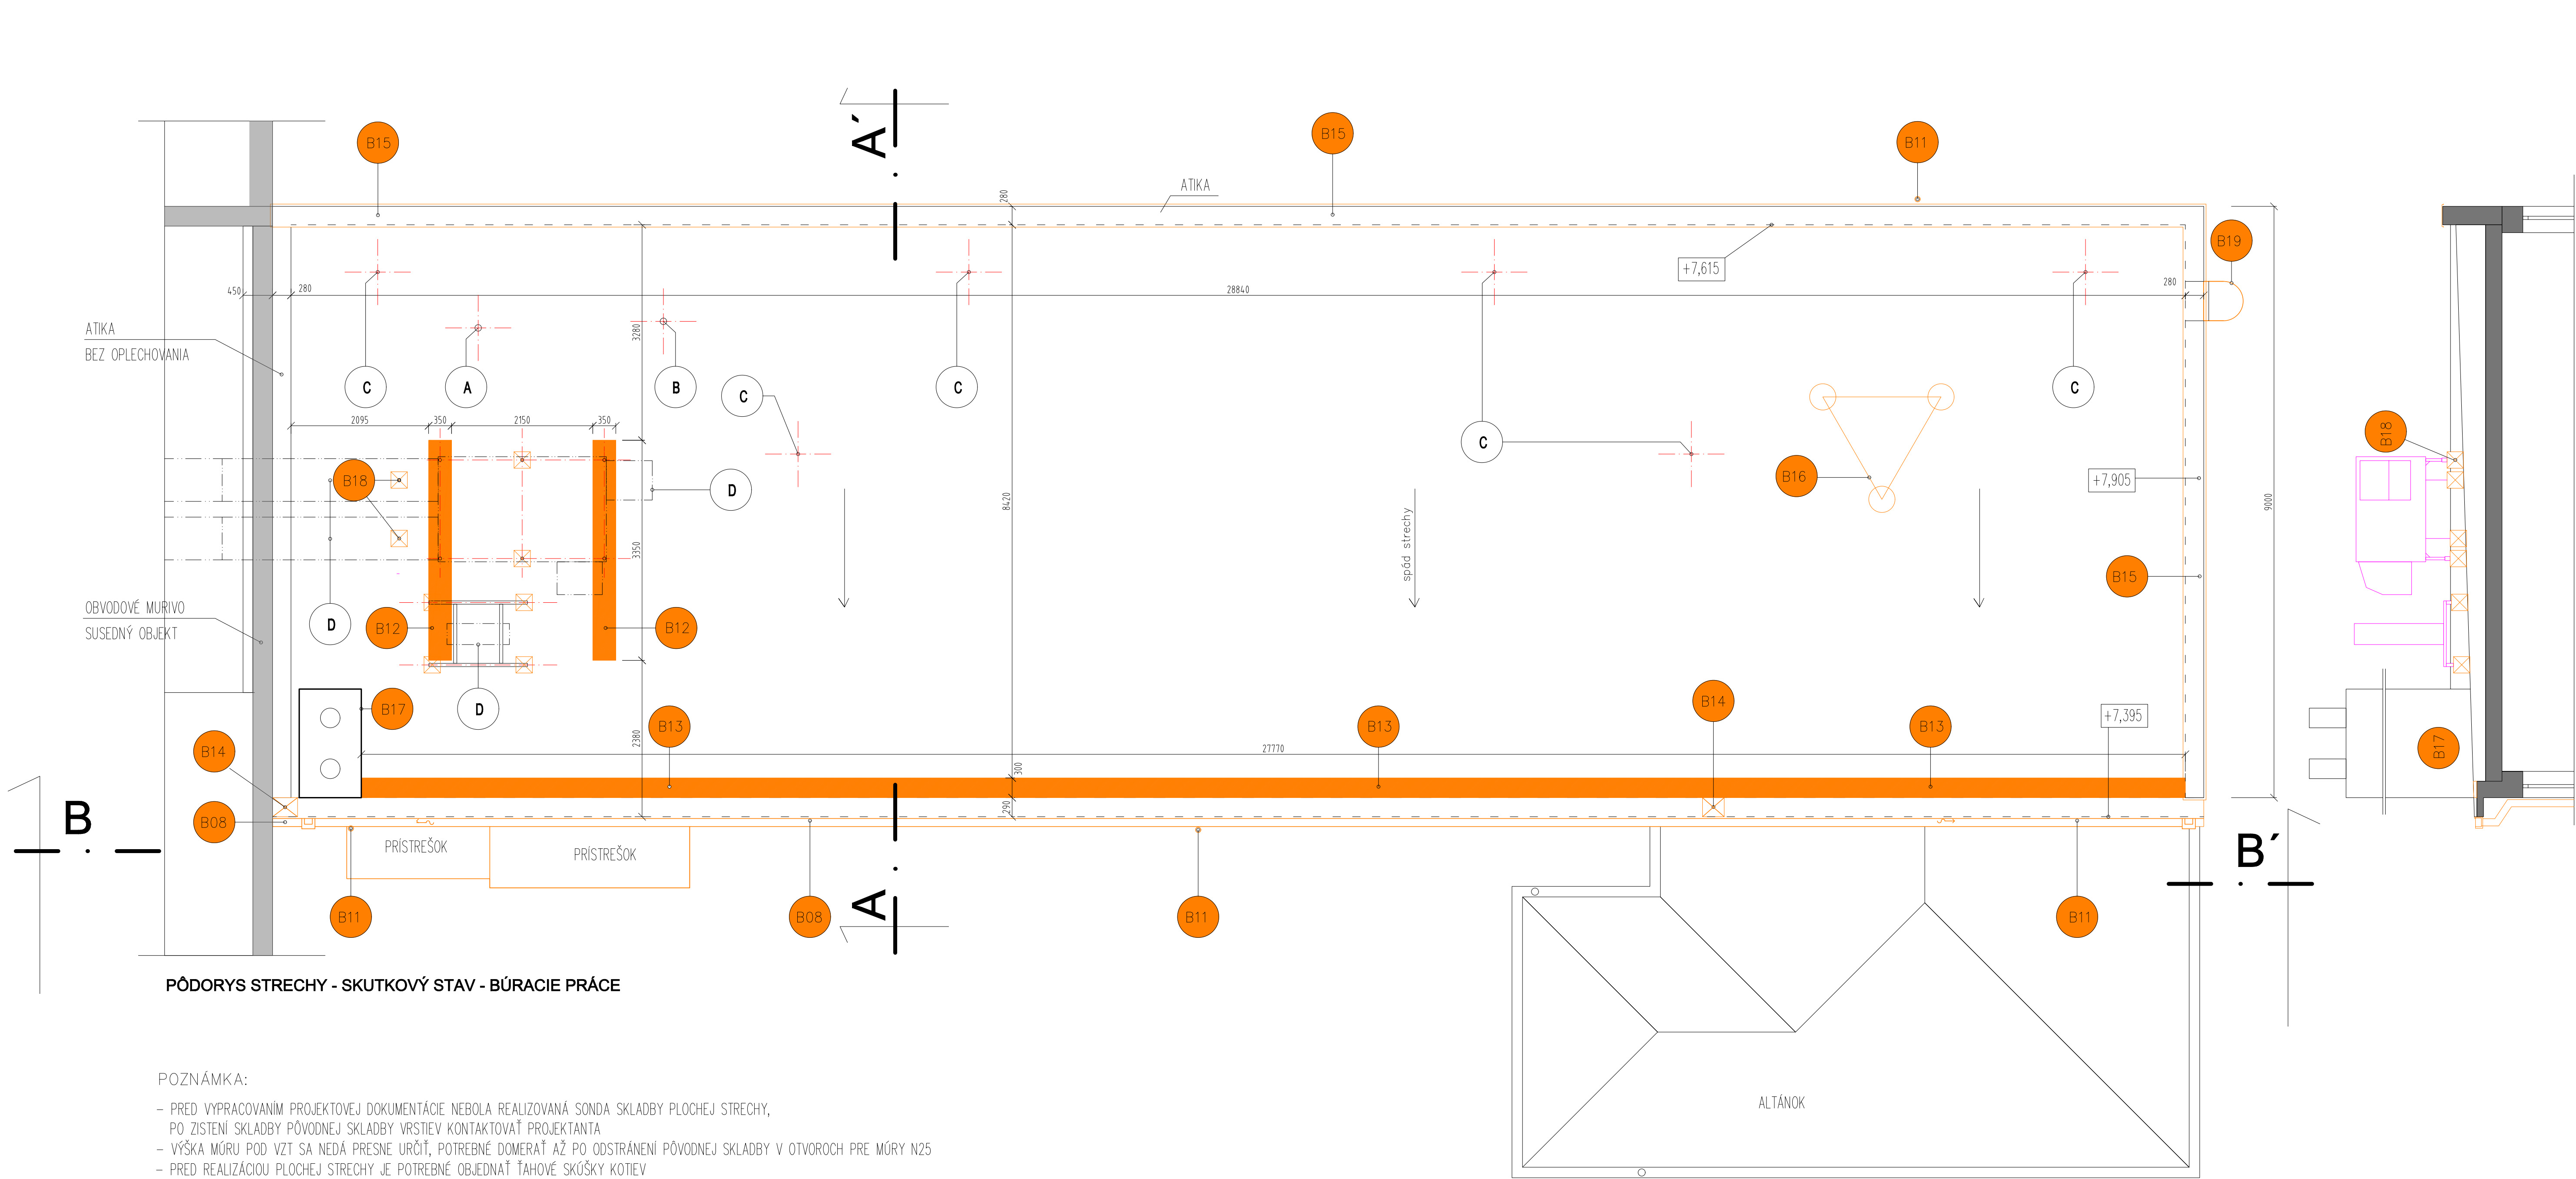 A´
B15
B15
B11
ATIKA
280
B19
+7,615
450
280
28840
280
ATIKA
BEZ OPLECHOVANIA
3280
C
A
B
C
C
C
2095
350
2150
350
C
B18
B18
B16
D
+7,905
8420
9000
spád strechy
3350
B15
OBVODOVÉ MURIVO
SUSEDNÝ OBJEKT
D
B12
B12
B17
D
B14
+7,395
B13
B13
B13
2380
27770
B17
B14
300
B
B08
290
PRÍSTREŠOK
PRÍSTREŠOK
B´
A
B11
B08
B11
B11
PÔDORYS STRECHY - SKUTKOVÝ STAV - BÚRACIE PRÁCE
ALTÁNOK
POZNÁMKA:
- PRED VYPRACOVANÍM PROJEKTOVEJ DOKUMENTÁCIE NEBOLA REALIZOVANÁ SONDA SKLADBY PLOCHEJ STRECHY,
PO ZISTENÍ SKLADBY PÔVODNEJ SKLADBY VRSTIEV KONTAKTOVAŤ PROJEKTANTA
- VÝŠKA MÚRU POD VZT SA NEDÁ PRESNE URČIŤ, POTREBNÉ DOMERAŤ AŽ PO ODSTRÁNENÍ PÔVODNEJ SKLADBY V OTVOROCH PRE MÚRY N25
- PRED REALIZÁCIOU PLOCHEJ STRECHY JE POTREBNÉ OBJEDNAŤ ŤAHOVÉ SKÚŠKY KOTIEV